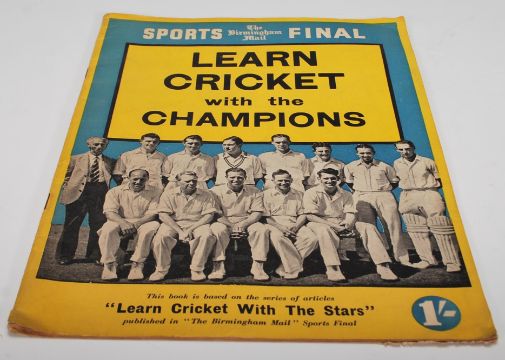 SPORTS The Birmingham Mail FINAL
LEARN
CRICKET
with the
CHAMPIONS
This book is based on the series of articles
"Learn Cricket With The Stars"
published in "The Birmingham Mail" Sports Final
1/-